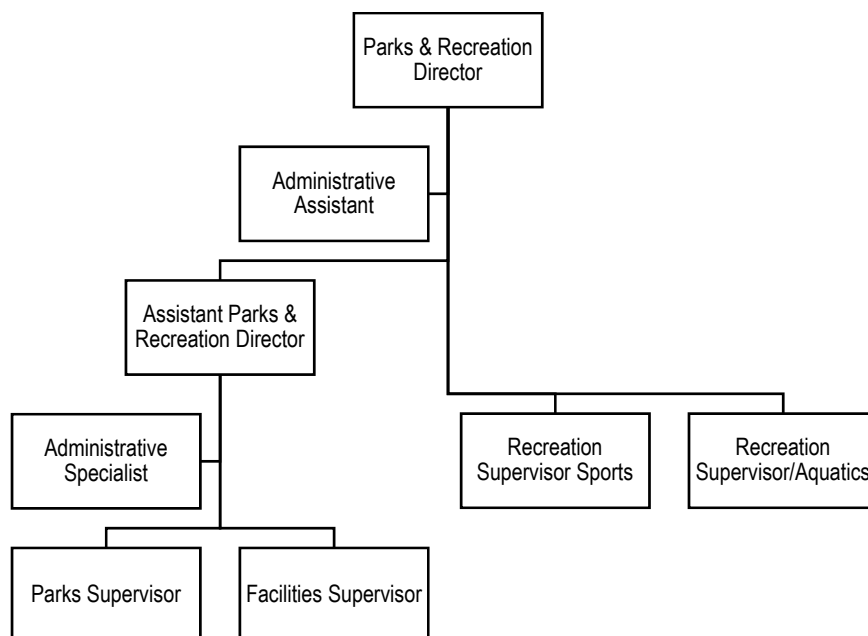 Parks & Recreation
Director
Administrative
Assistant
Assistant Parks &
Recreation Director
Administrative
Specialist
Recreation
Supervisor Sports
Recreation
Supervisor/Aquatics
Parks Supervisor
Facilities Supervisor